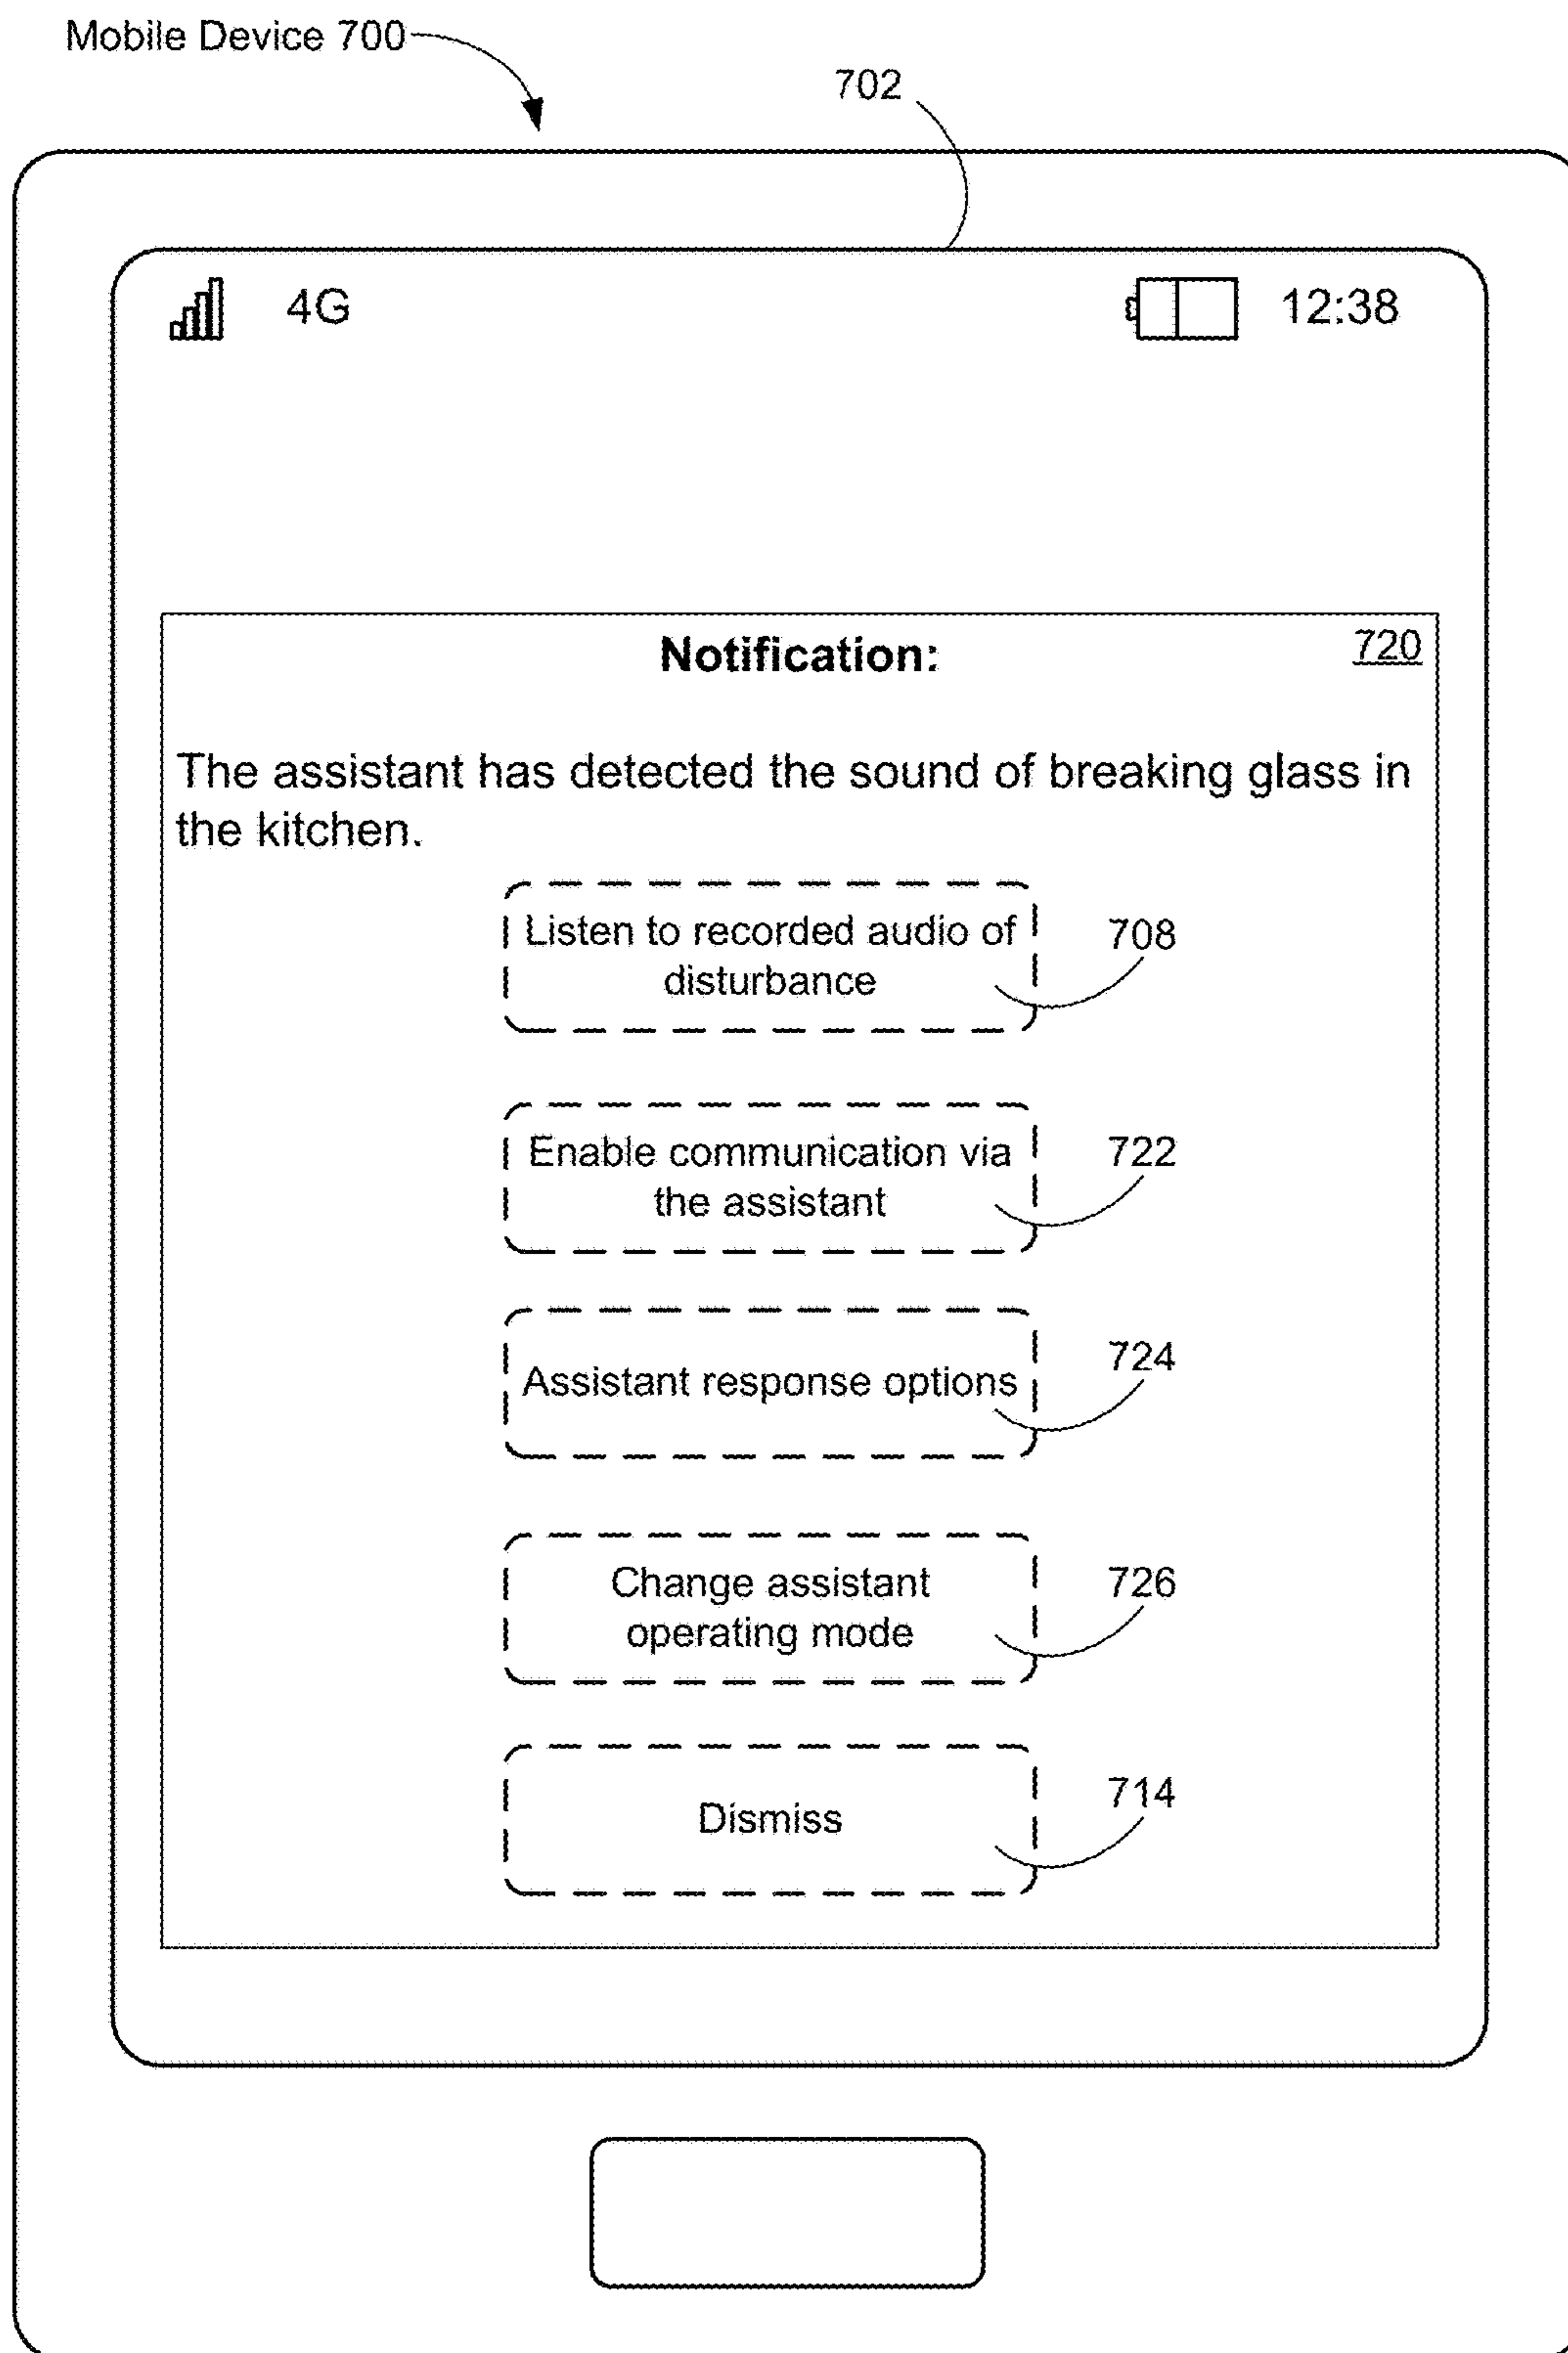 Mobile Device 700
702
4G
12:38
Notification:
720
The assistant has detected the sound of breaking glass in
the kitchen.
Listen to recorded audio of
disturbance
708
Enable communication via
the assistant
722
Assistant response options
724
Change assistant
operating mode
726
Dismiss
714